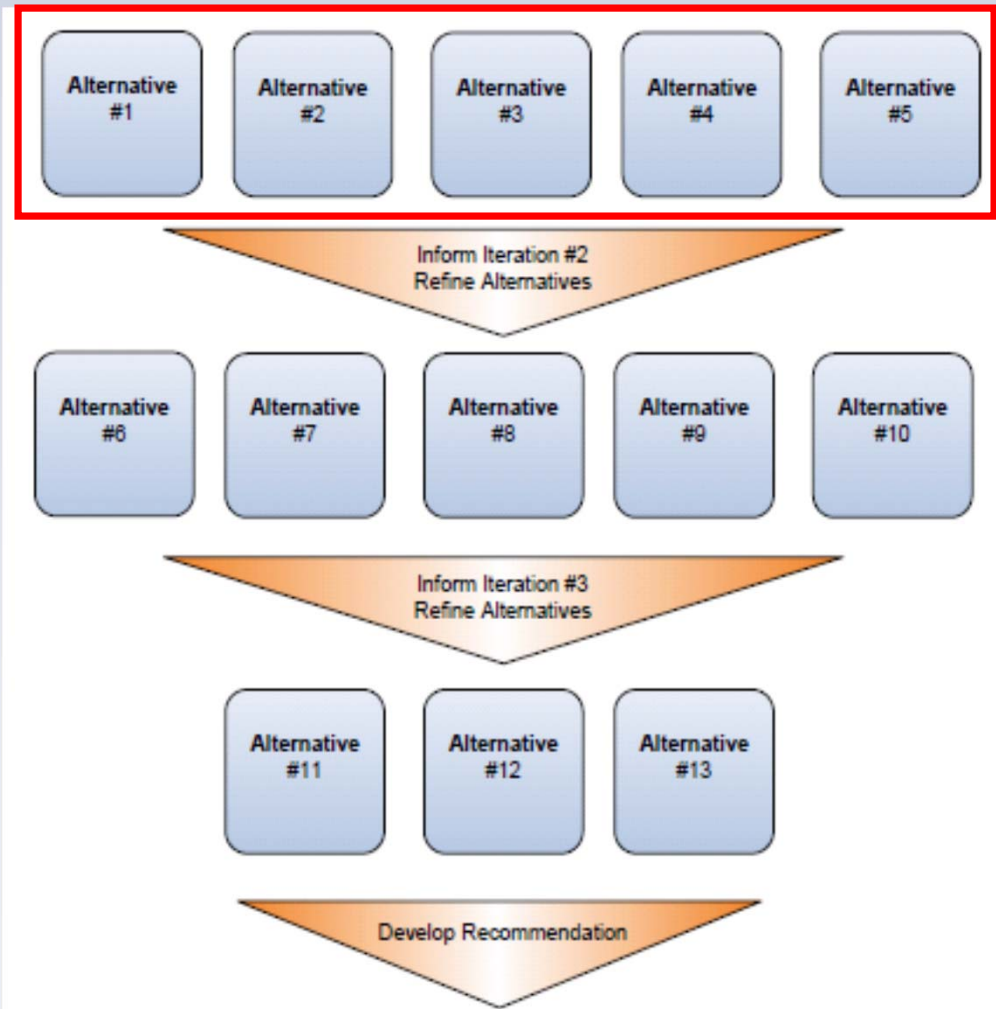 Alternative
#1
Alternative
#2
Alternative
#3
Alternative
#4
Alternative
#5
Inform Iteration #2
Refine Alternatives
Alternative
#6
Alternative
#7
Alternative
#8
Alternative
#9
Alternative
#10
Inform Iteration #3
Refine Alternatives
Alternative
#11
Alternative
#12
Alternative
#13
Develop Recommendation